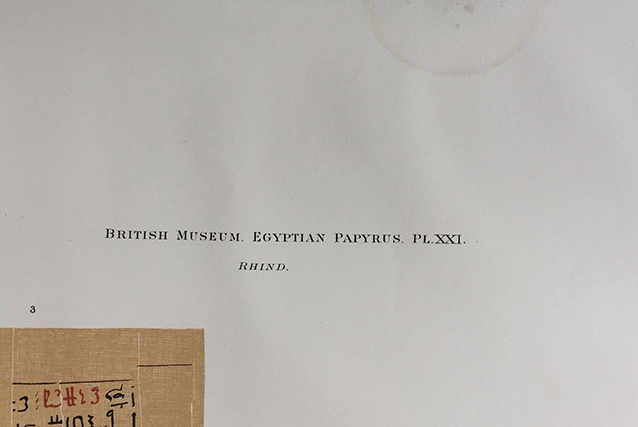 BRITISH MUSEUM. EGYPTIAN PAPYRUS. PL.XXI.
RHIND.
3